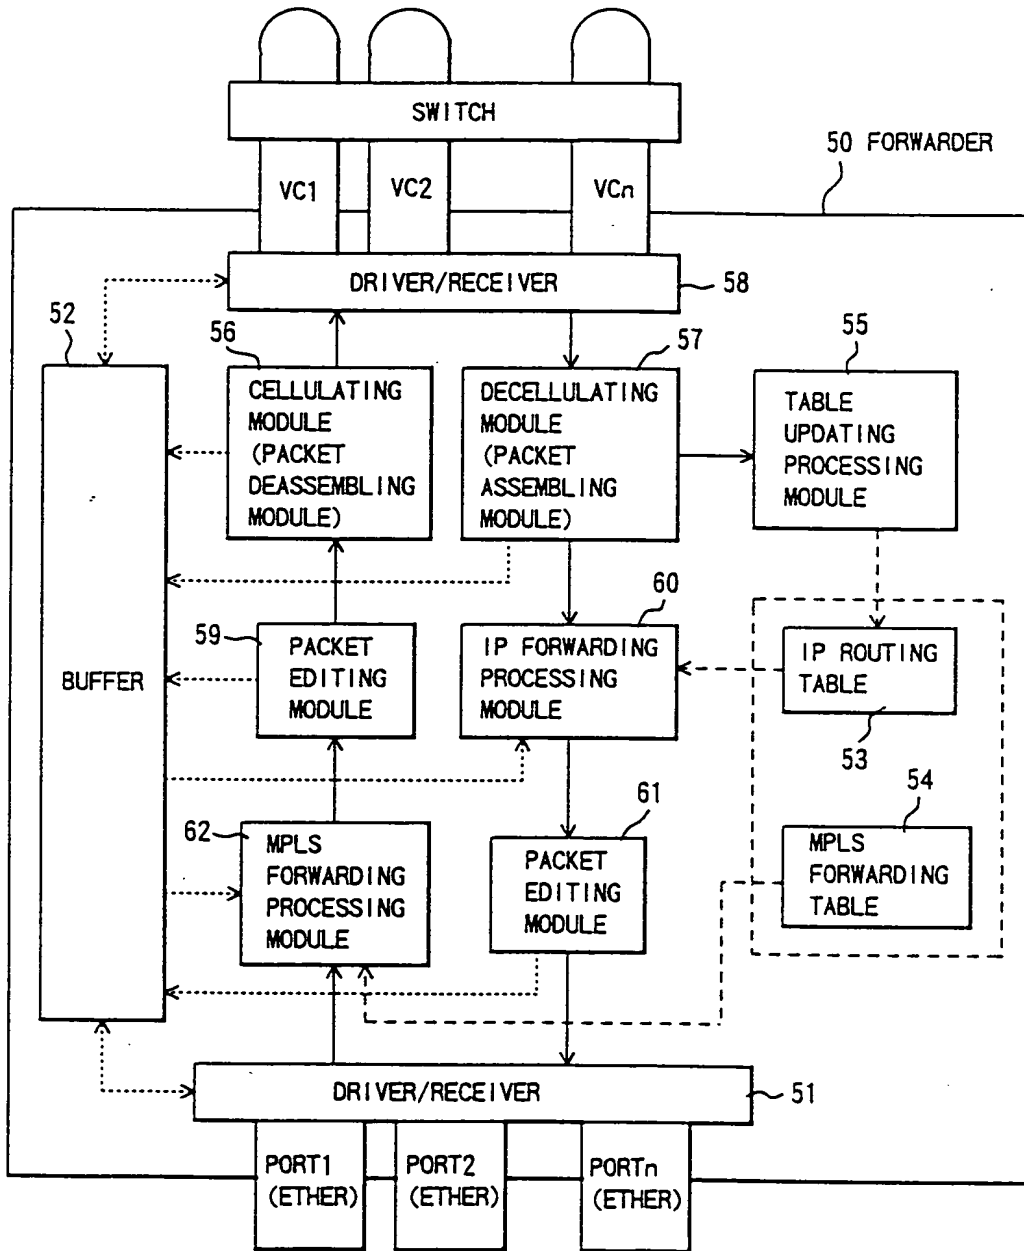 SWITCH
50 FORWARDER
VC1
VC2
VCn
DRIVER/RECEIVER
58
52
56
57
55
CELLULATING
MODULE
(PACKET
DEASSEMBLING
MODULE)
DECELLULATING
MODULE
(PACKET
ASSEMBLING
MODULE)
TABLE
UPDATING
PROCESSING
MODULE
59
60
BUFFER
PACKET
EDITING
MODULE
IP FORWARDING
PROCESSING
MODULE
IP ROUTING
TABLE
53
62
61
54
MPLS
FORWARDING
PROCESSING
MODULE
PACKET
EDITING
MODULE
MPLS
FORWARDING
TABLE
DRIVER/RECEIVER
51
PORT1
(ETHER)
PORT2
(ETHER)
PORTn
(ETHER)